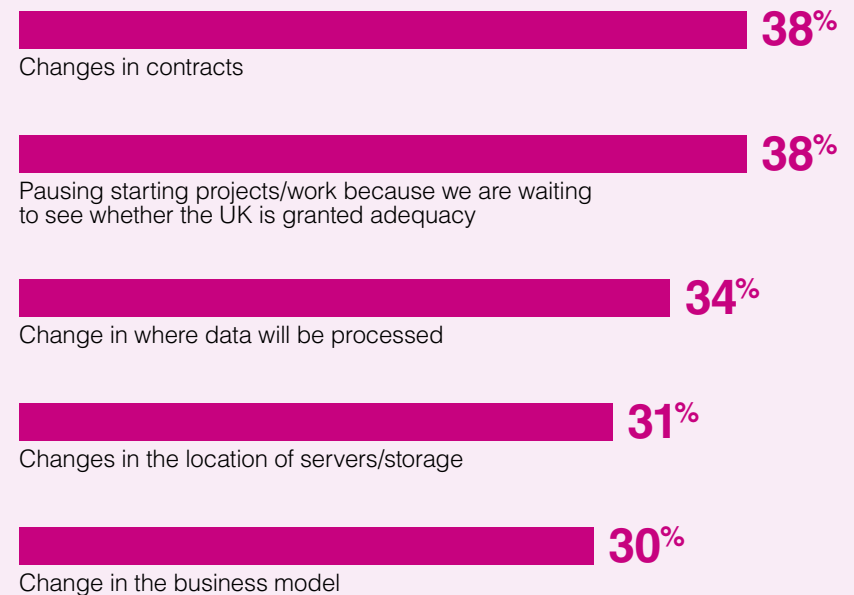 38%
Changes in contracts
38%
Pausing starting projects/work because we are waiting
to see whether the UK is granted adequacy
34%
Change in where data will be processed
31%
Changes in the location of servers/storage
30%
Change in the business model